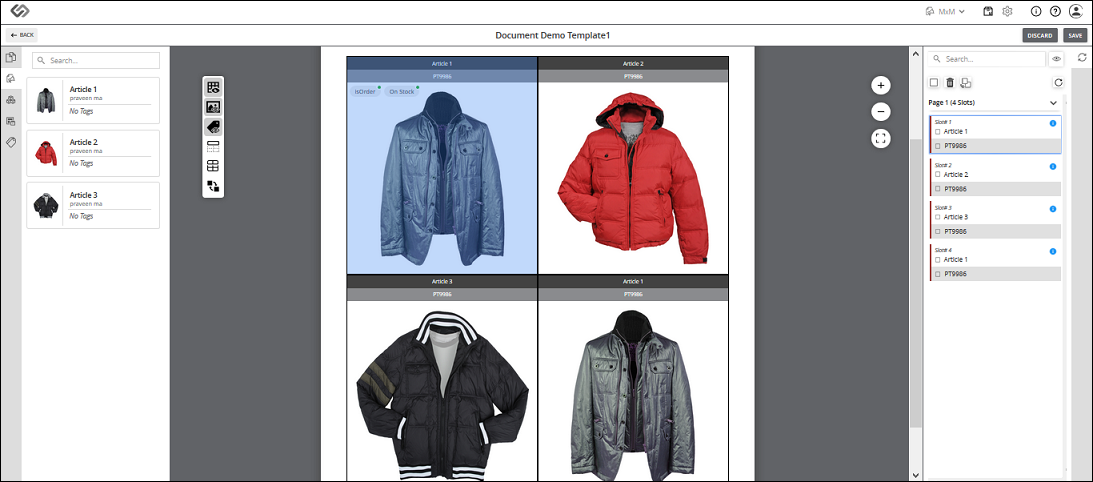 MxM
BACK
Document Demo Template1
DISCARD
SAVE
Search...
Article 1
praveen ma
No Tags
Article 2
praveen ma
No Tags
Article 3
praveen ma
No Tags
Article 1
PT9986
IsOrder
On Stock
Article 2
PT9986
Article 3
PT9986
Article 1
PT9986
Search...
Page 1 (4 Slots)
Slot# 1
Article 1
PT9986
Slot# 2
Article 2
PT9986
Slot# 3
Article 3
PT9986
Slot# 4
Article 1
PT9986